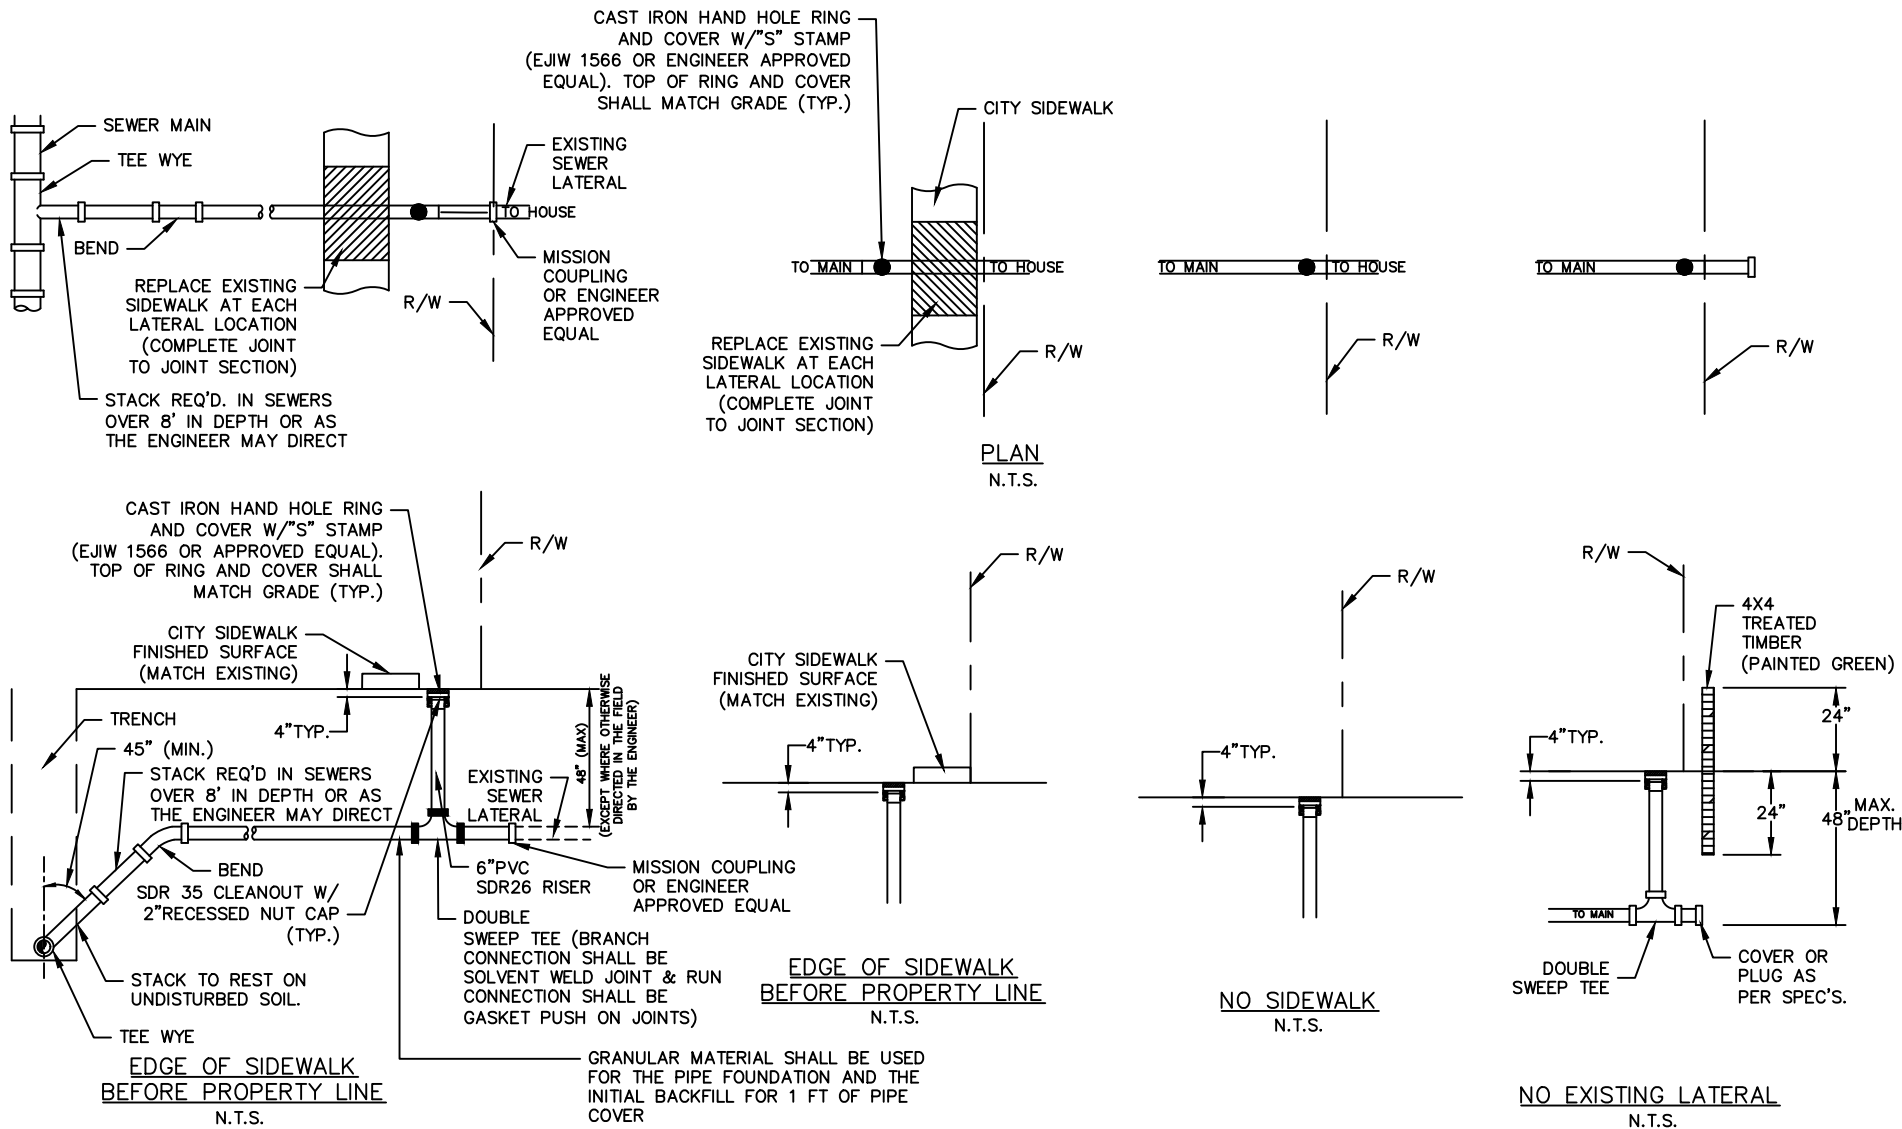 CAST IRON HAND HOLE RING
AND COVER W/"S" STAMP
(EJIW 1566 OR ENGINEER APPROVED
EQUAL). TOP OF RING AND COVER
SHALL MATCH GRADE (TYP.)
SEWER MAIN
TEE WYE
EXISTING
SEWER
LATERAL
TO HOUSE
BEND
MISSION
COUPLING
OR ENGINEER
APPROVED
EQUAL
R/W
REPLACE EXISTING
SIDEWALK AT EACH
LATERAL LOCATION
(COMPLETE JOINT
TO JOINT SECTION)
STACK REQ'D. IN SEWERS
OVER 8' IN DEPTH OR AS
THE ENGINEER MAY DIRECT
CITY SIDEWALK
TO MAIN
TO HOUSE
REPLACE EXISTING
SIDEWALK AT EACH
LATERAL LOCATION
(COMPLETE JOINT
TO JOINT SECTION)
R/W
PLAN
N.T.S.
TO MAIN
TO HOUSE
R/W
TO MAIN
R/W
CAST IRON HAND HOLE RING
AND COVER W/"S" STAMP
(EJIW 1566 OR APPROVED EQUAL).
TOP OF RING AND COVER SHALL
MATCH GRADE (TYP.)
R/W
CITY SIDEWALK
FINISHED SURFACE
(MATCH EXISTING)
4"TYP.
TRENCH
45" (MIN.)
STACK REQ'D IN SEWERS
OVER 8' IN DEPTH OR AS
THE ENGINEER MAY DIRECT
EXISTING
SEWER
LATERAL
48" (MAX)
(EXCEPT WHERE OTHERWISE
DIRECTED IN THE FIELD
BY THE ENGINEER)
BEND
SDR 35 CLEANOUT W/
2"RECESSED NUT CAP
(TYP.)
6"PVC
SDR26 RISER
MISSION COUPLING
OR ENGINEER
APPROVED EQUAL
DOUBLE
SWEEP TEE (BRANCH
CONNECTION SHALL BE
SOLVENT WELD JOINT & RUN
CONNECTION SHALL BE
GASKET PUSH ON JOINTS)
STACK TO REST ON
UNDISTURBED SOIL.
TEE WYE
GRANULAR MATERIAL SHALL BE USED
FOR THE PIPE FOUNDATION AND THE
INITIAL BACKFILL FOR 1 FT OF PIPE
COVER
EDGE OF SIDEWALK
BEFORE PROPERTY LINE
N.T.S.
R/W
CITY SIDEWALK
FINISHED SURFACE
(MATCH EXISTING)
4"TYP.
EDGE OF SIDEWALK
BEFORE PROPERTY LINE
N.T.S.
R/W
4"TYP.
NO SIDEWALK
N.T.S.
R/W
4X4
TREATED
TIMBER
(PAINTED GREEN)
4"TYP.
24"
24"
48"
MAX.
DEPTH
TO MAIN
DOUBLE
SWEEP TEE
COVER OR
PLUG AS
PER SPEC'S.
NO EXISTING LATERAL
N.T.S.